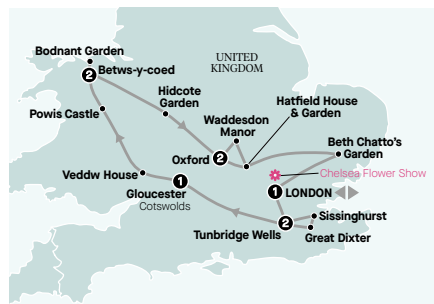 Bodnant Garden
2 Betws-y-coed
UNITED
KINGDOM
Hidcote
Garden
Hatfield House
& Garden
Powis Castle
Waddesdon
Manor
Beth Chatto's
Garden
Oxford 2
Chelsea Flower Show
Veddw House
1
Gloucester
Cotswolds
1 LONDON
2
Sissinghurst
Tunbridge Wells
Great Dixter